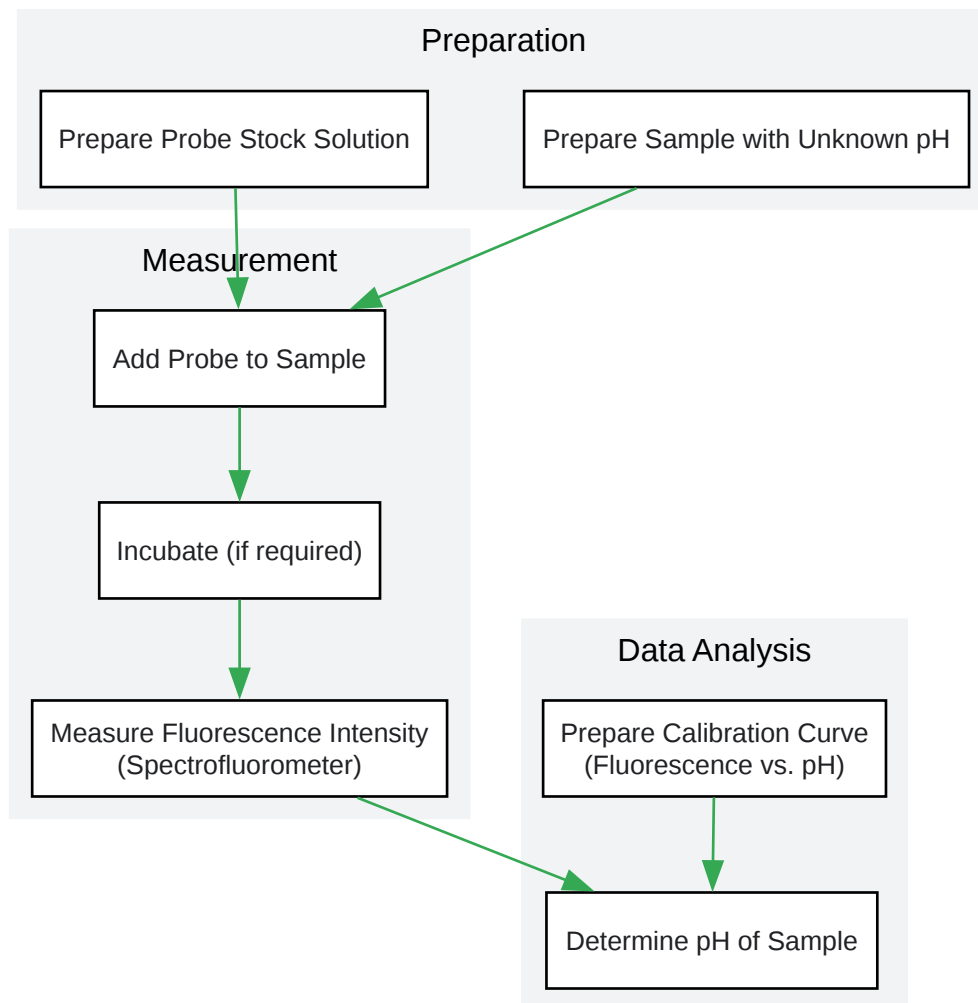 Preparation
Prepare Probe Stock Solution
Prepare Sample with Unknown pH
Measurement
Add Probe to Sample
Incubate (if required)
Measure Fluorescence Intensity
(Spectrofluorometer)
Data Analysis
Prepare Calibration Curve
(Fluorescence vs. pH)
Determine pH of Sample